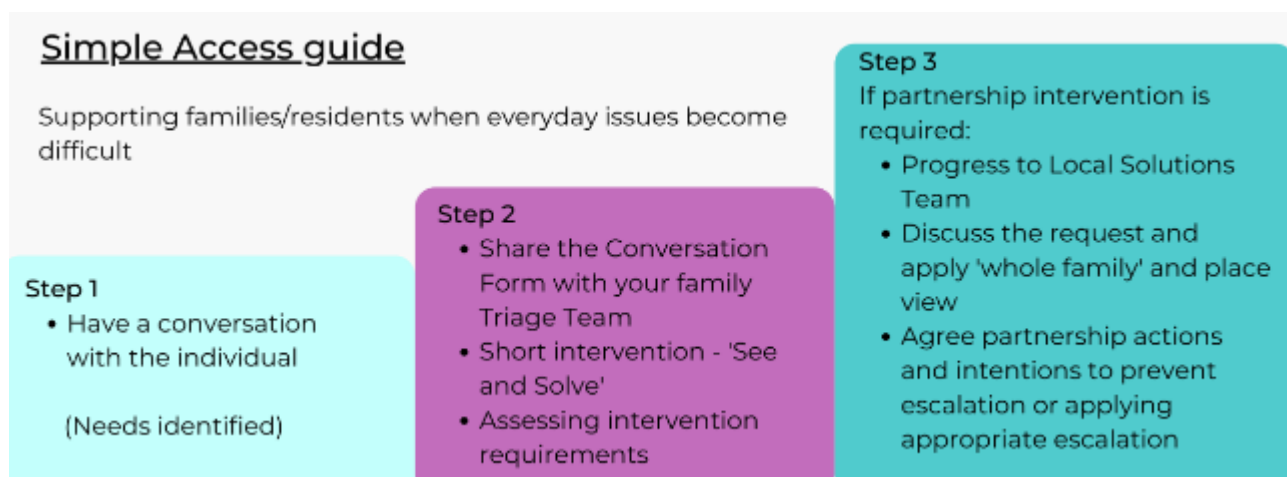 Simple Access guide
Supporting families/residents when everyday issues become
difficult
Step 1
• Have a conversation
with the individual
(Needs identified)
Step 2
• Share the Conversation
Form with your family
Triage Team
• Short intervention - 'See
and Solve'
• Assessing intervention
requirements
Step 3
If partnership intervention is
required:
• Progress to Local Solutions
Team
• Discuss the request and
apply 'whole family' and place
view
• Agree partnership actions
and intentions to prevent
escalation or applying
appropriate escalation